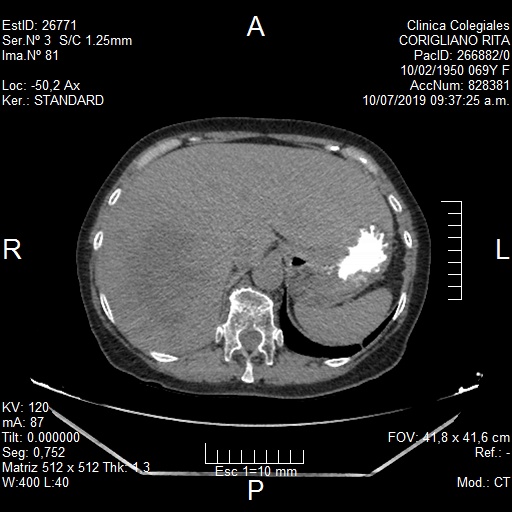 EstID: 26771
Ser.Nº 3 S/C 1.25mm
Ima.Nº 81
Loc: -50,2 Ax
Ker.: STANDARD
A
Clinica Colegiales
CORIGLIANO RITA
PacID: 266882/0
10/02/1950 069Y F
AccNum: 828381
10/07/2019 09:37:25 a.m.
R
L
KV: 120
mA: 87
Tilt: 0.000000
Seg: 0,752
Matriz 512 x 512 Thk: 1.3
W:400 L:40
Esc 1=10 mm
P
FOV: 41,8 x 41,6 cm
Ref.: -
Mod.: CT